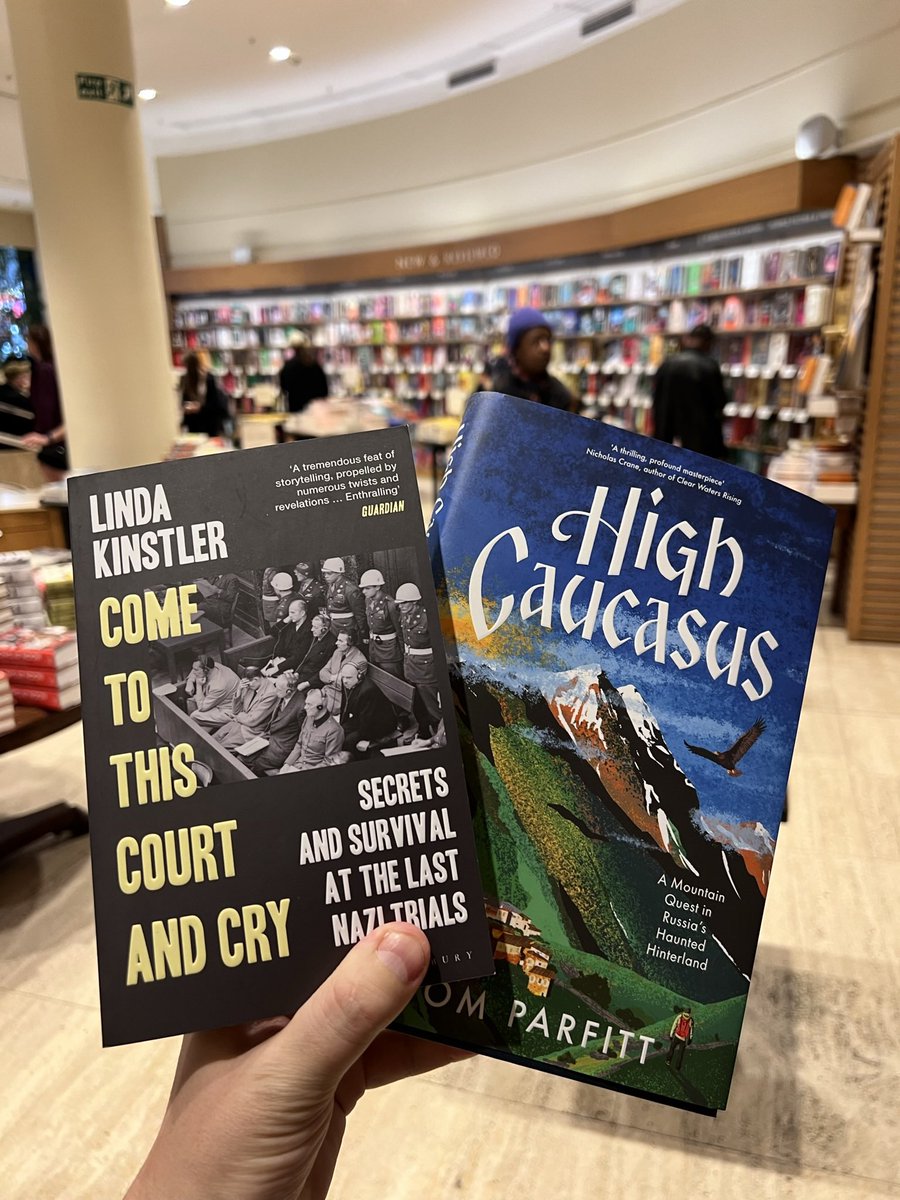 NEW & NOTICED
LINDA
KINSTLER
'A tremendous feat of
storytelling, propelled by
numerous twists and
revelations ... Enthralling'
GUARDIAN
COME
TO
THIS
COURT
AND CRY
SECRETS
AND SURVIVAL
AT THE LAST
NAZI TRIALS
URY
'A thrilling, profound masterpiece'
Nicholas Crane, author of Clear Waters Rising
High
Caucasus
A Mountain
Quest in
Russia's
Haunted
Hinterland
OM PARFITT